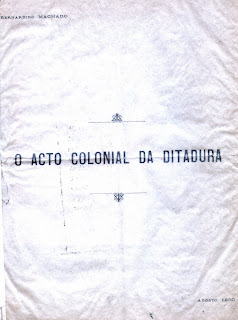 BERNARDINO MACHADO
O ACTO COLONIAL DA DITADURA
AGOSTO 1930